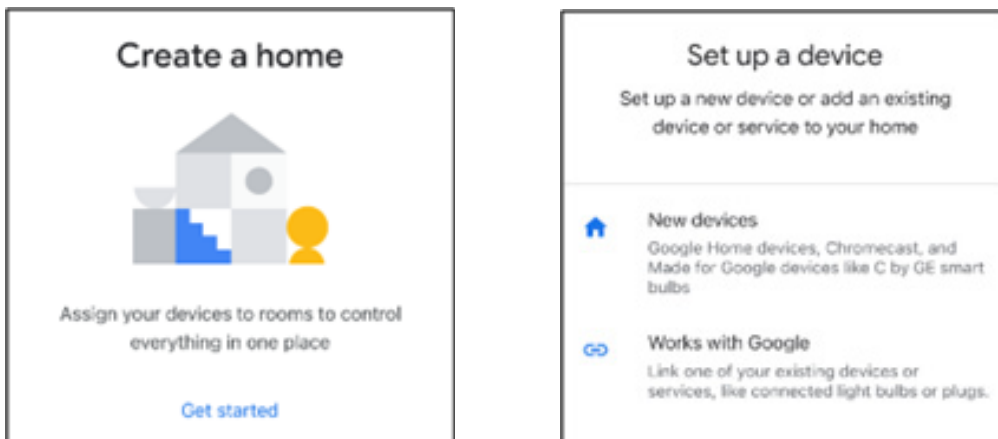 Create a home
Assign your devices to rooms to control
everything in one place
Get started
Set up a device
Set up a new device or add an existing
device or service to your home
New devices
Google Home devices, Chromecast, and
Made for Google devices like C by GE smart
bulbs
Works with Google
Link one of your existing devices or
services, like connected light bulbs or plugs.